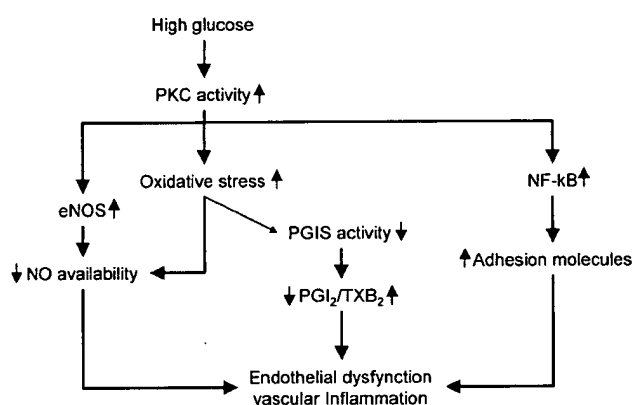 High glucose
PKC activity↑
Oxidative stress ↑
NF-kB↑
eNOS↑
PGIS activity ↓
↓NO availability
↑Adhesion molecules
↓PGI₂/TXB₂↑
Endothelial dysfynction
vascular Inflammation